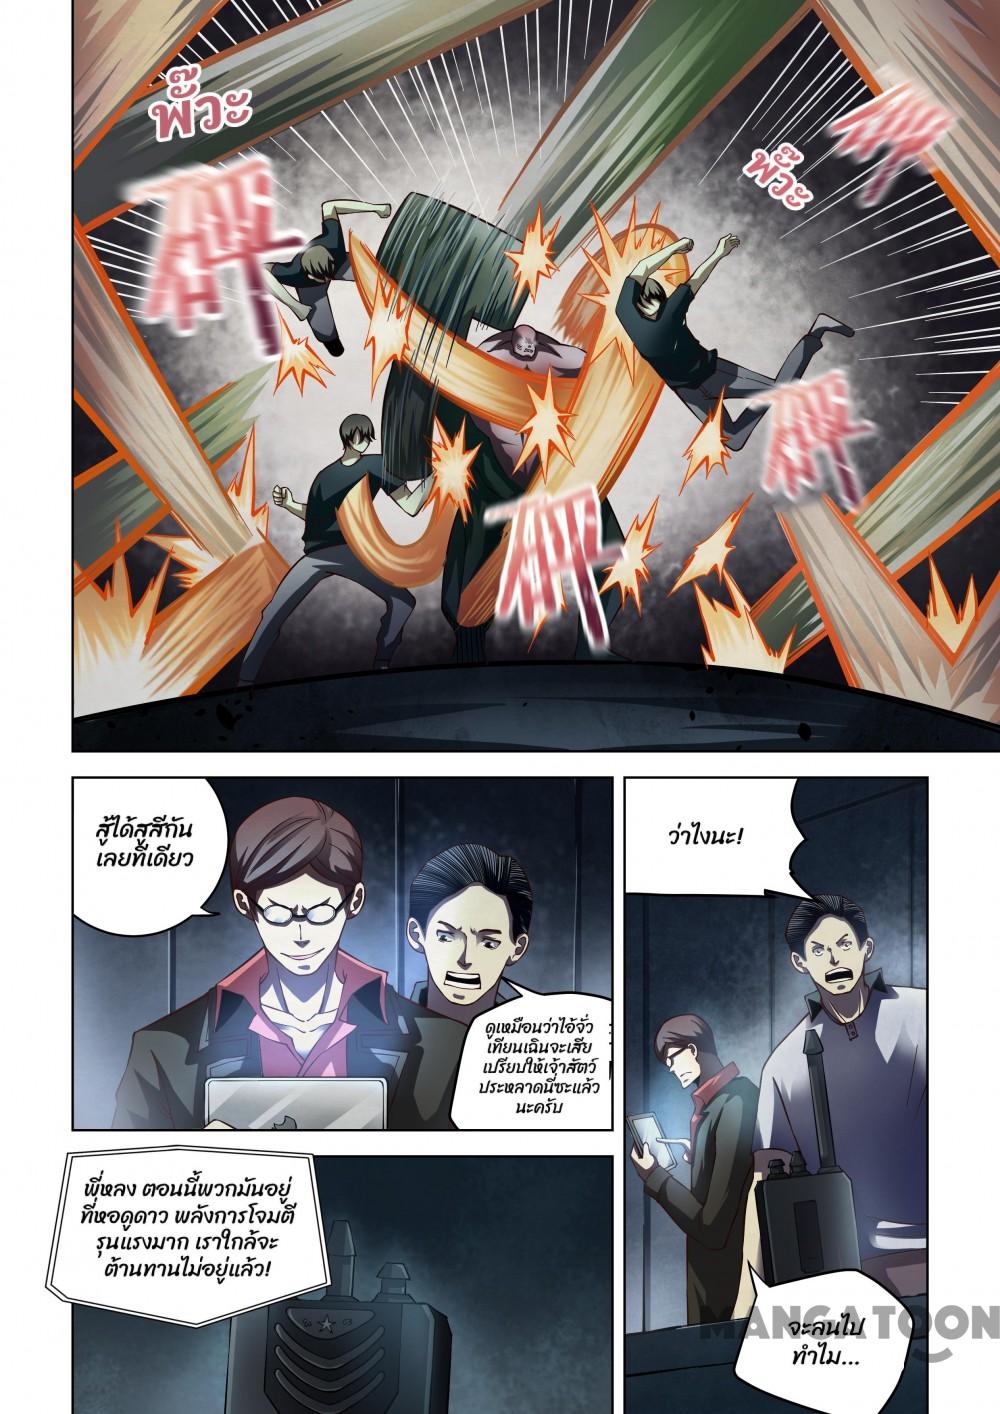 พั๊วะ
พั๊วะ
สู้ได้สูสีกัน
เลยทีเดียว
ดูเหมือนว่าไอ้จั่ว
เทียนเฉินจะเสีย
เปรียบให้เจ้าสัตว์
ประหลาดนี่ซะแล้ว
นะครับ
ว่าไงนะ!
พี่หลง ตอนนี้พวกมันอยู่
ที่หอดูดาว พลังการโจมตี
รุนแรงมาก เราใกล้จะ
ต้านทานไม่อยู่แล้ว!
จะลนไป
ทำไม...
MANGATOON